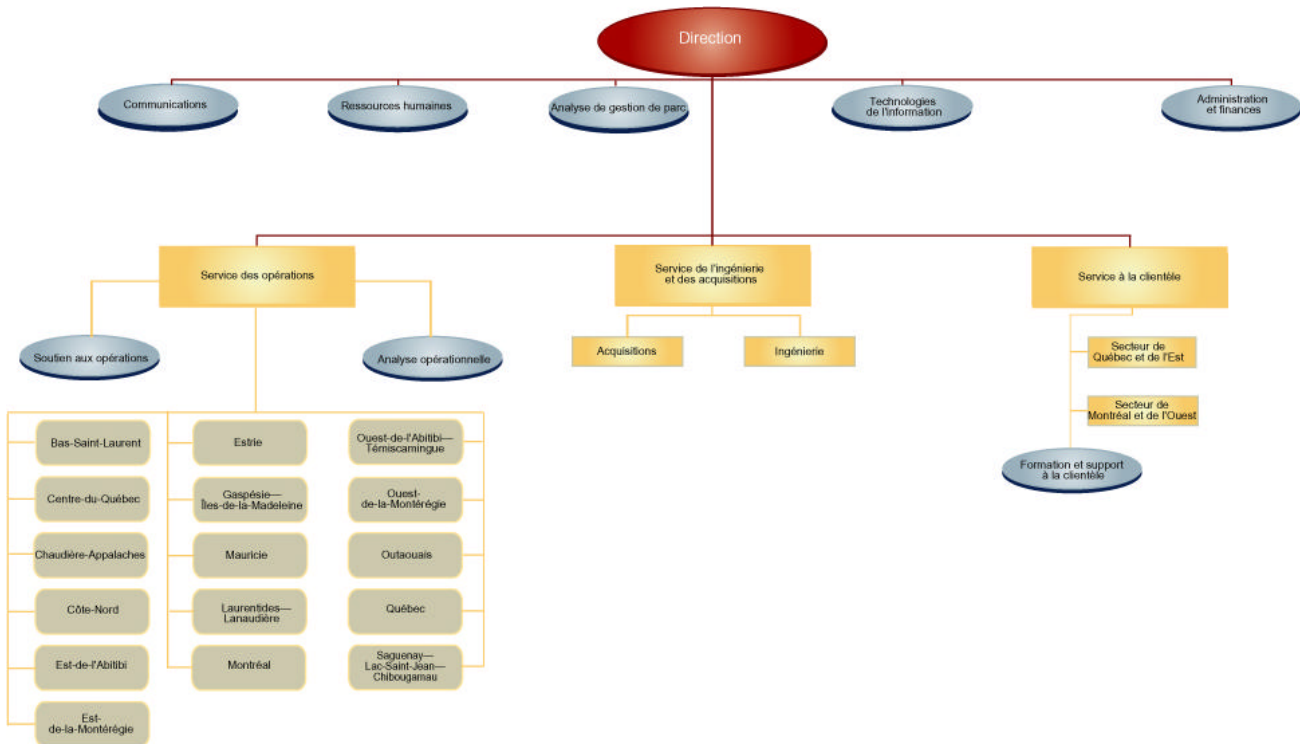 Direction
Communications
Ressources humaines
Analyse de gestion de parc
Technologies
de l'information
Administration
et finances
Service des opérations
Service de l'ingénierie
et des acquisitions
Service à la clientèle
Soutien aux opérations
Analyse opérationnelle
Acquisitions
Ingénierie
Secteur de
Québec et de l'Est
Secteur de
Montréal et de l'Ouest
Formation et support
à la clientèle
Bas-Saint-Laurent
Centre-du-Québec
Chaudière-Appalaches
Côte-Nord
Est-de-l'Abitibi
Est-
de-la-Montérégie
Estrie
Gaspésie—
Îles-de-la-Madeleine
Mauricie
Laurentides—
Lanaudière
Montréal
Ouest-de-l'Abitibi—
Témiscamingue
Ouest-
de-la-Montérégie
Outaouais
Québec
Saguenay—
Lac-Saint-Jean—
Chibougamau